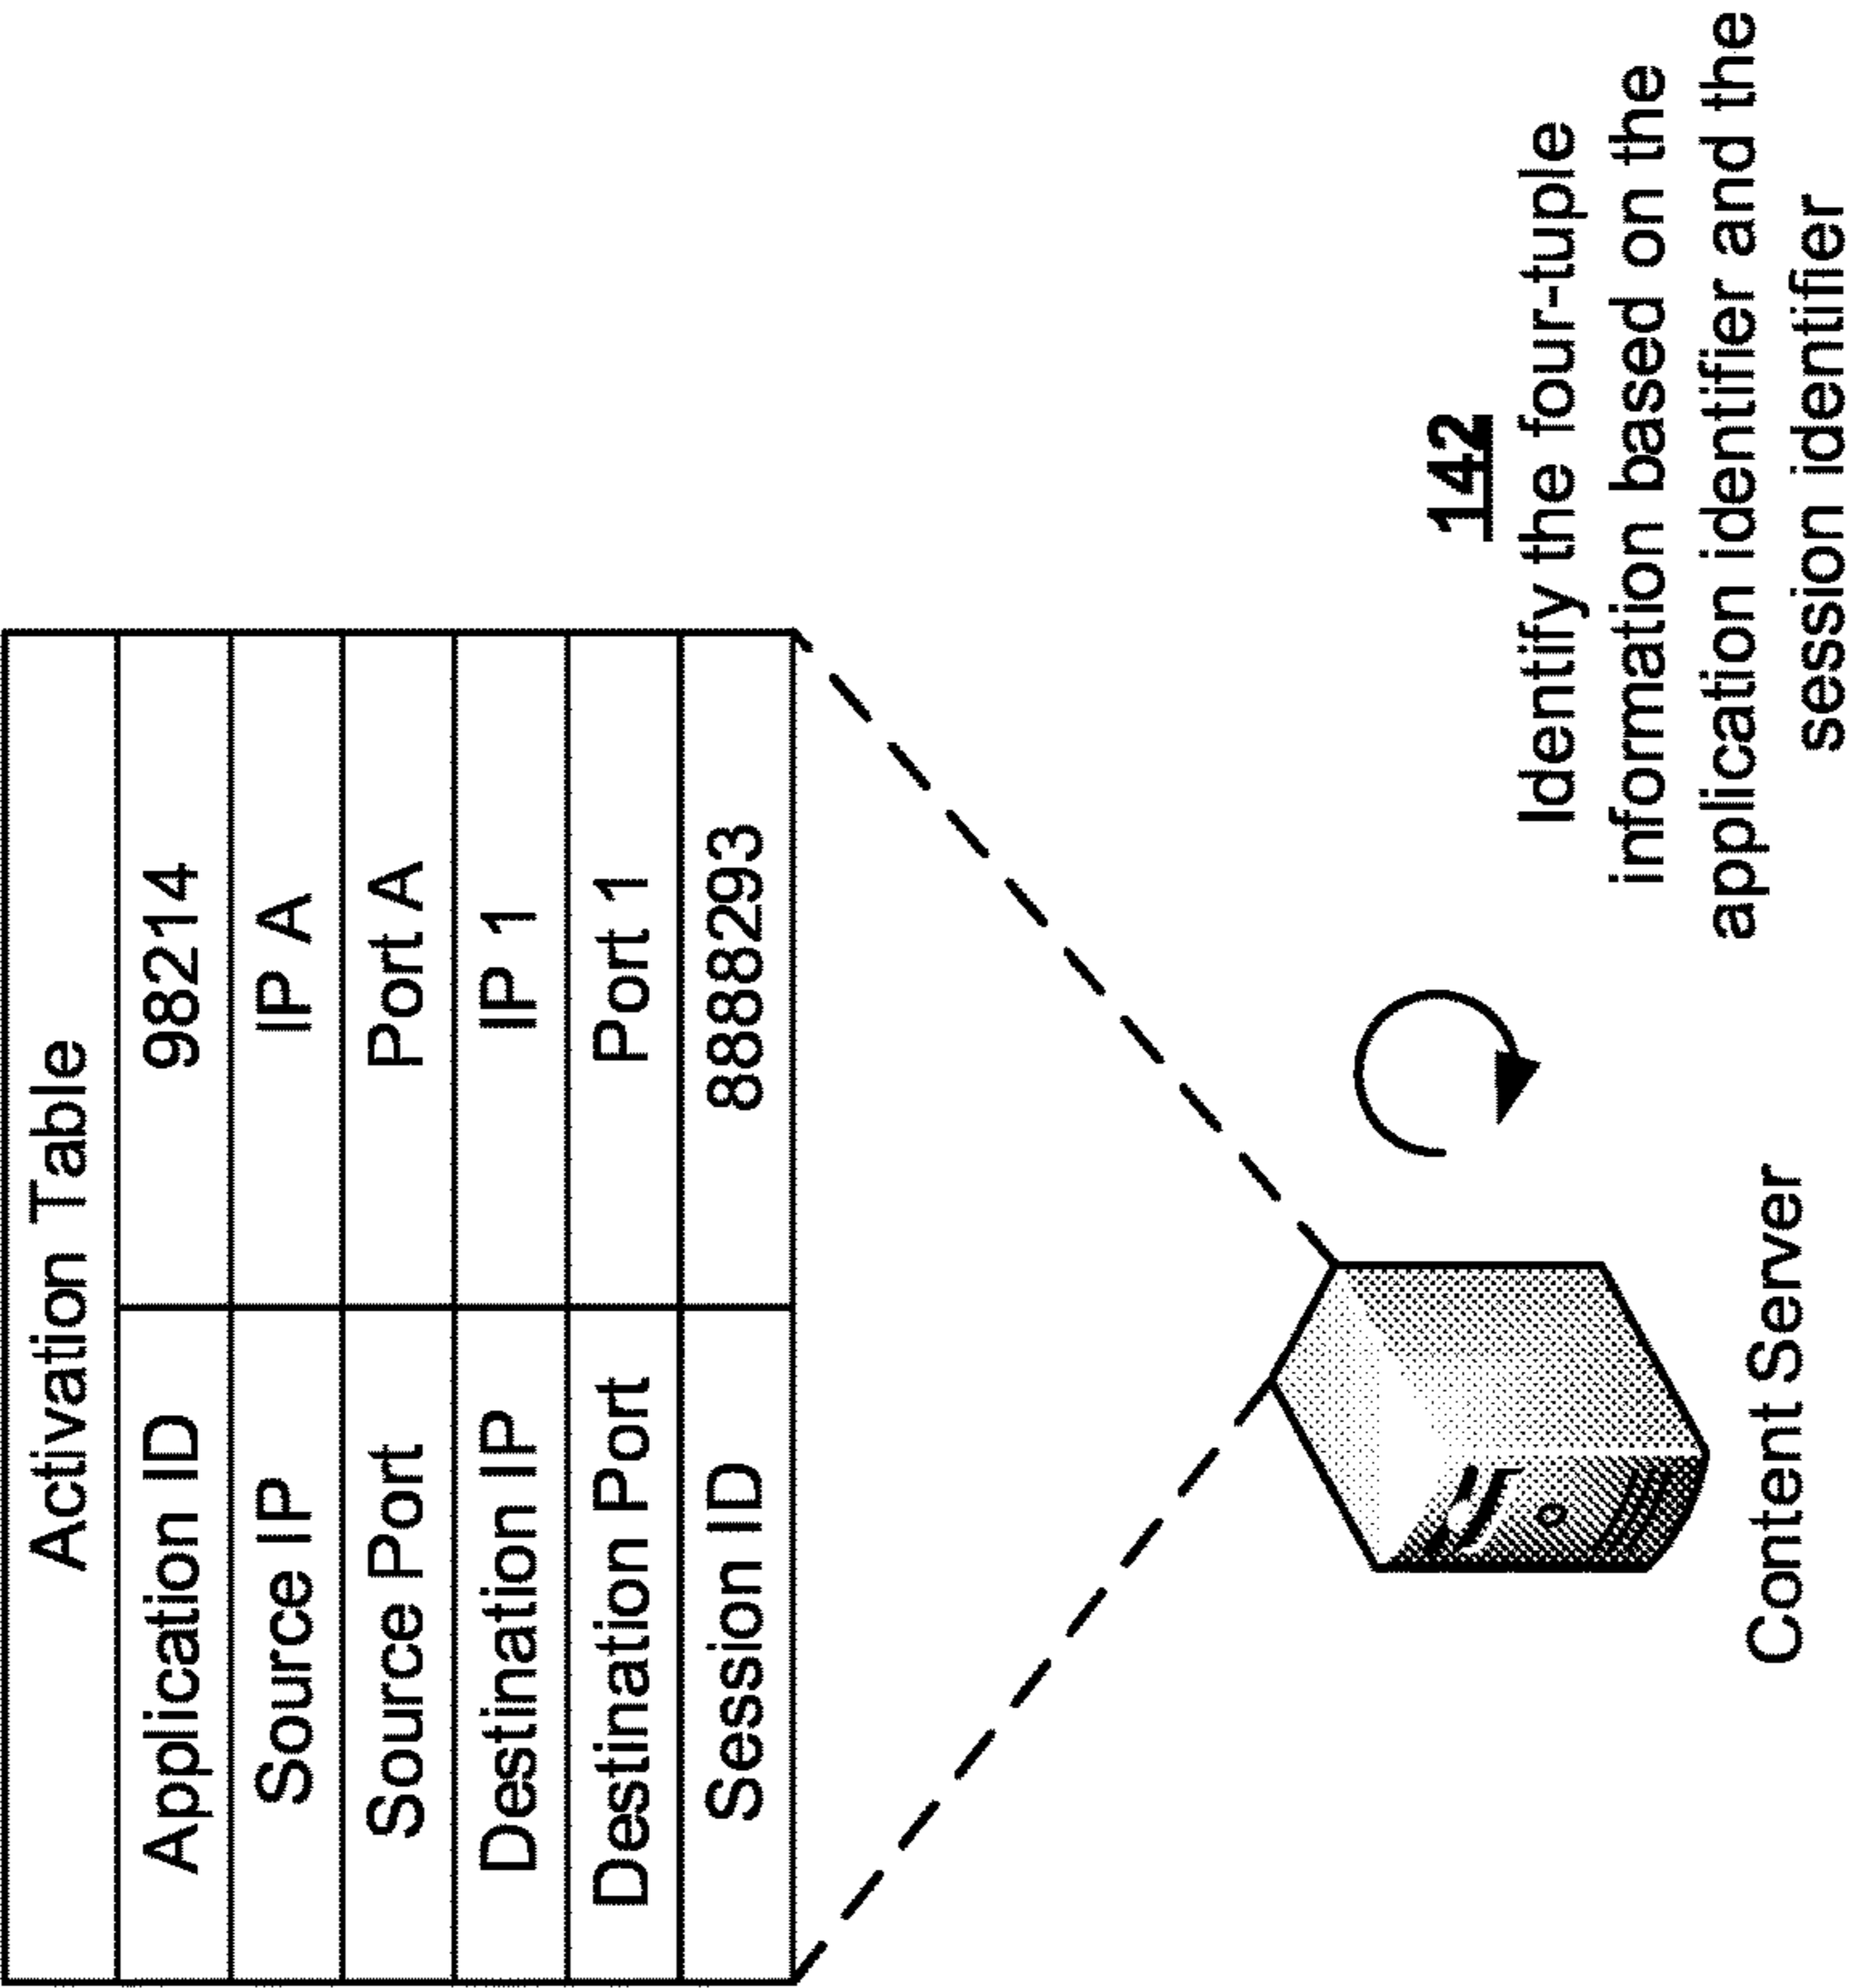 Activation Table
Application ID 98214
Source IP IP A
Source Port Port A
Destination IP IP 1
Destination Port Port 1
Session ID 8888293
142
Identify the four-tuple
information based on the
application identifier and the
session identifier
Content Server